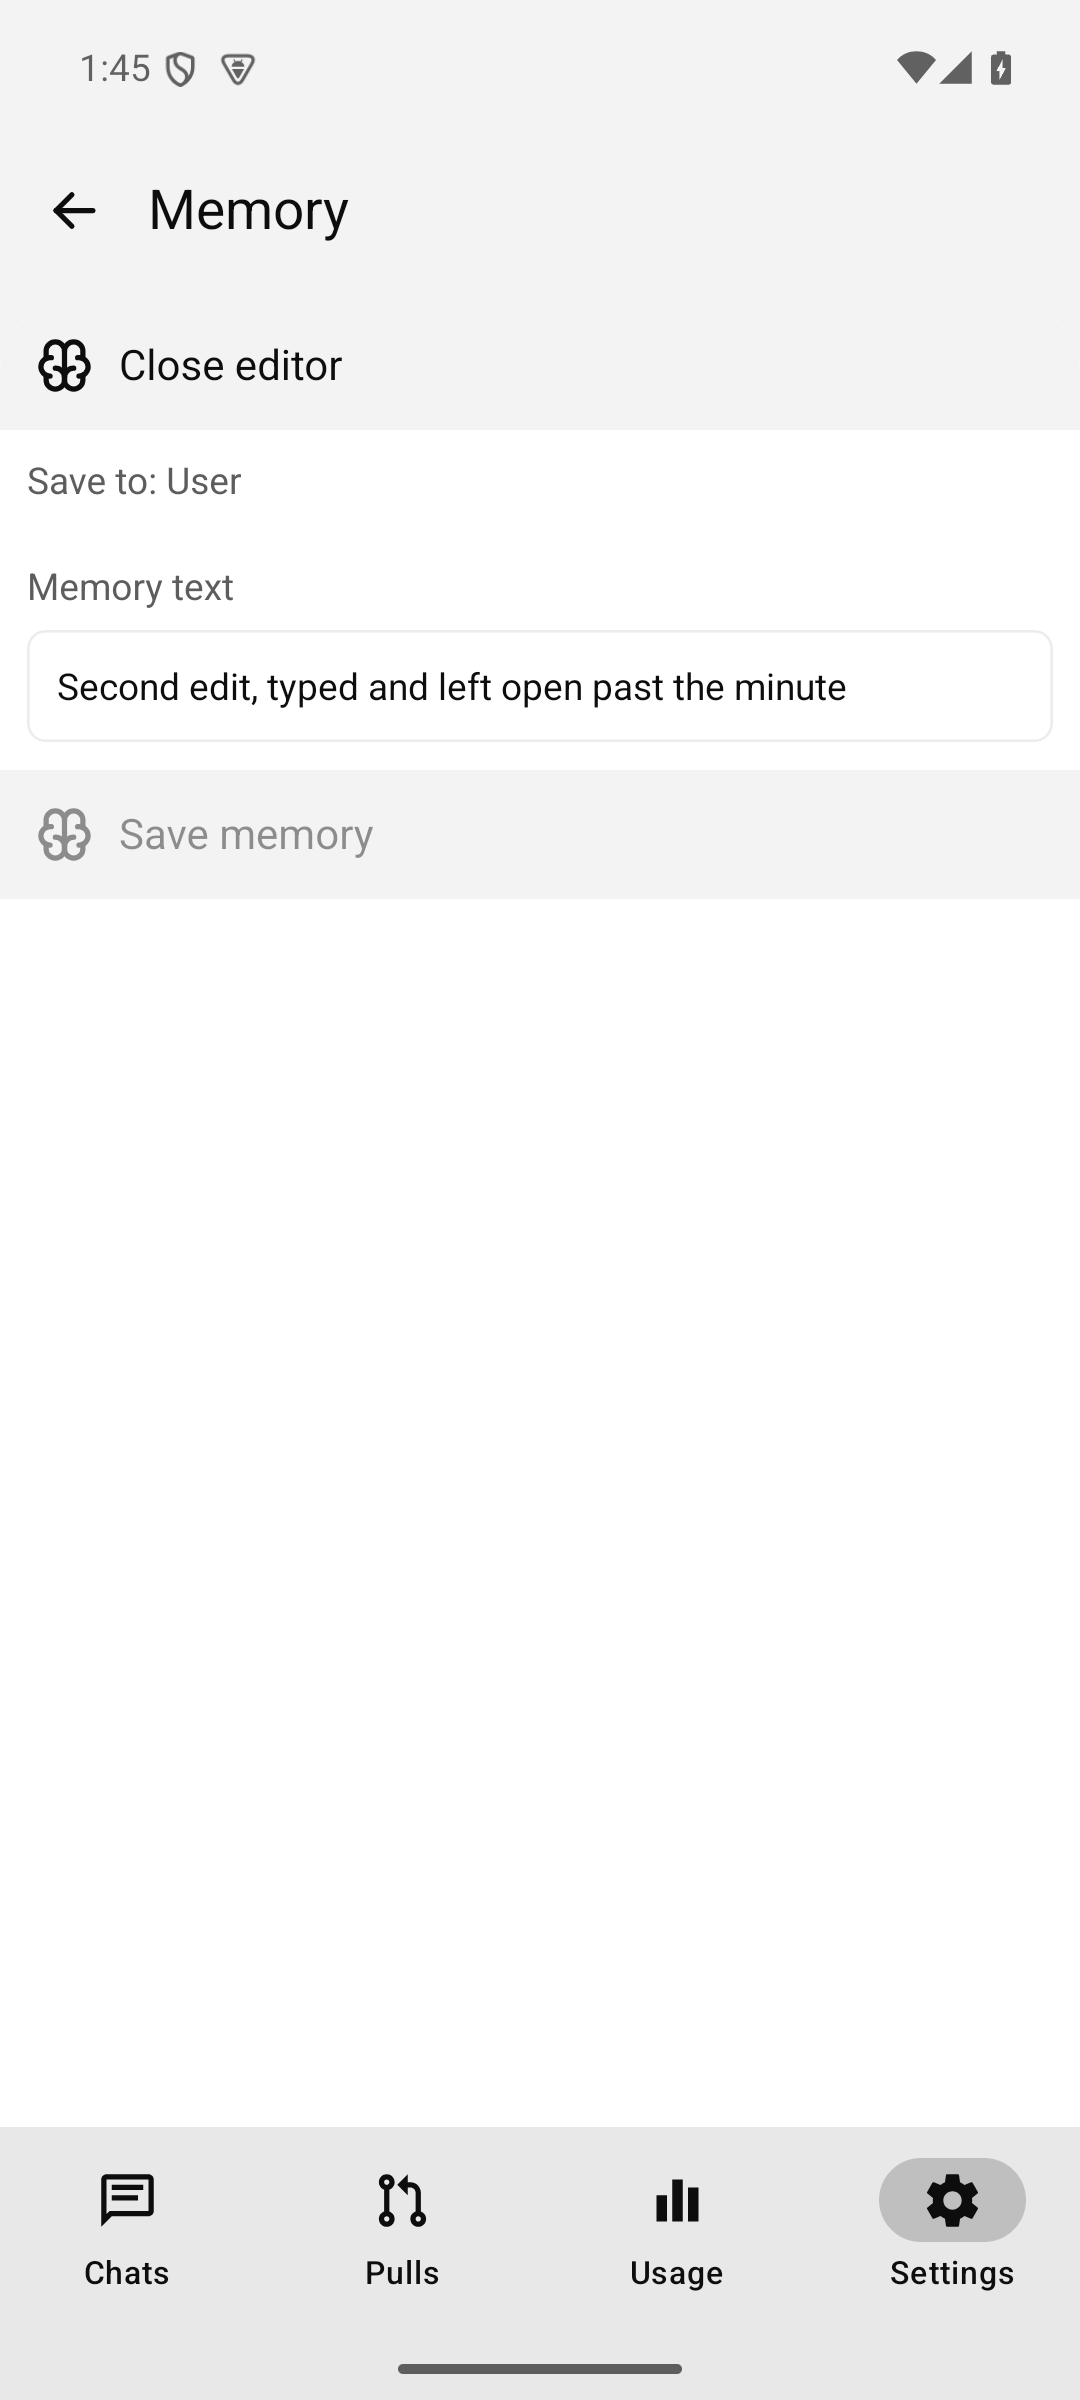 1:45
Memory
Close editor
Save to: User
Memory text
Second edit, typed and left open past the minute
Save memory
Chats
Pulls
Usage
Settings